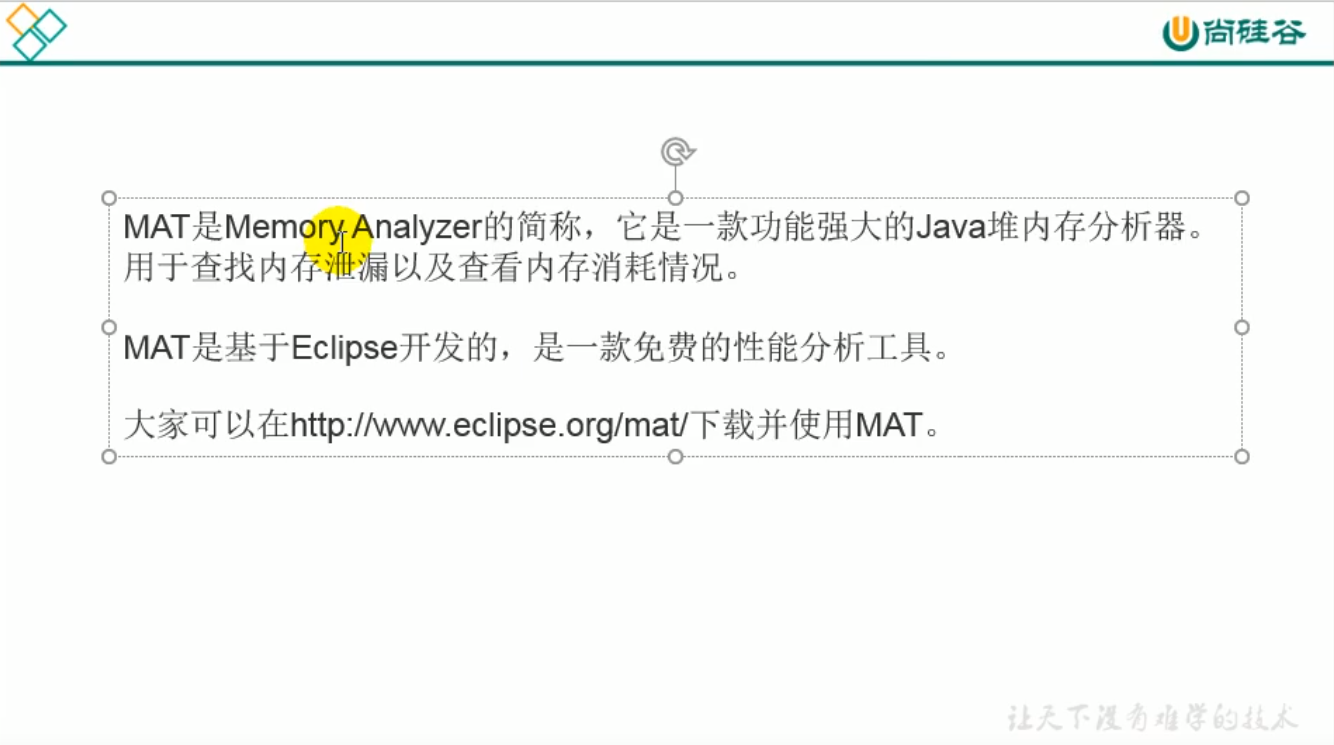 尚硅谷
MAT是Memory Analyzer的简称，它是一款功能强大的Java堆内存分析器。
用于查找内存泄漏以及查看内存消耗情况。
MAT是基于Eclipse开发的，是一款免费的性能分析工具。
大家可以在http://www.eclipse.org/mat/下载并使用MAT。
让天下没有难学的技术